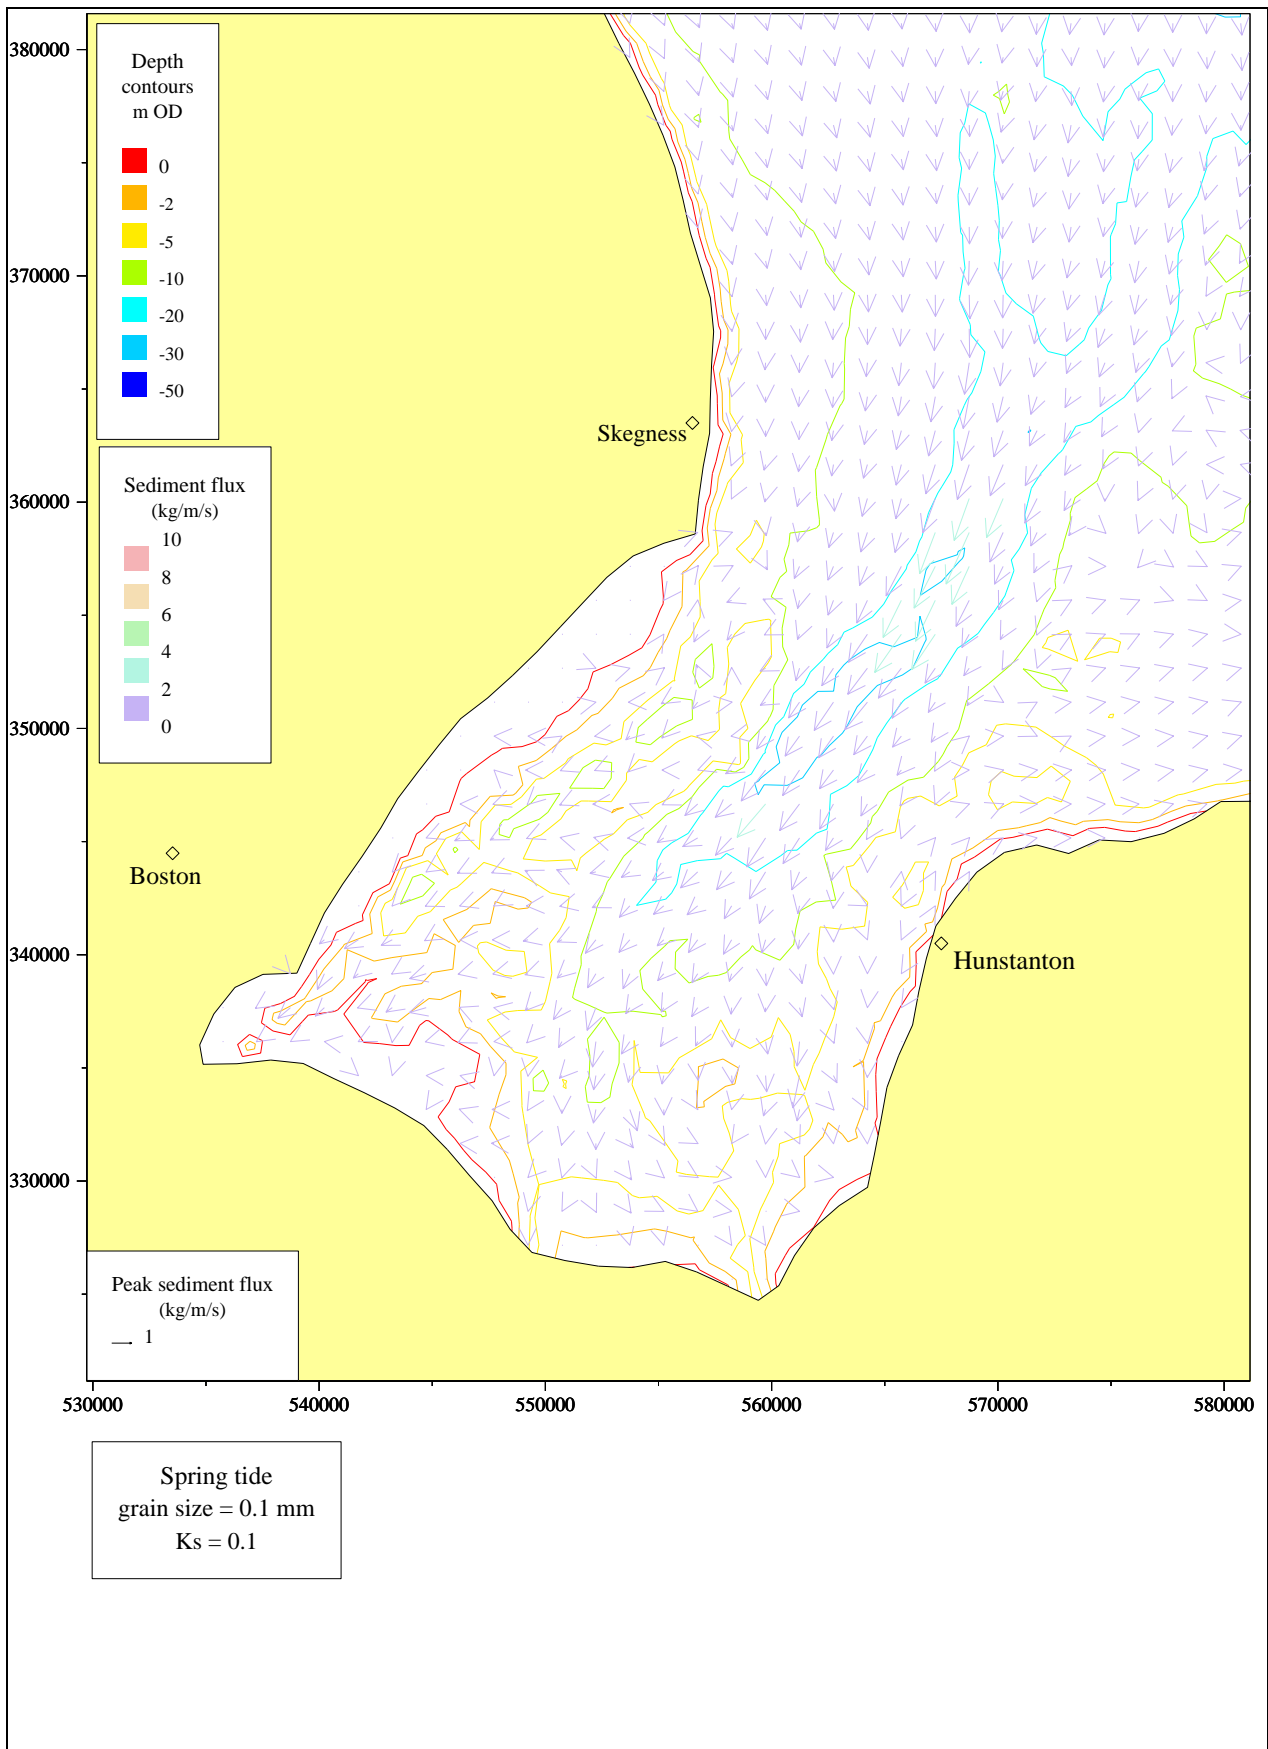 380000
370000
360000
350000
340000
330000
Depth
contours
m OD
0
-2
-5
-10
-20
-30
-50
Sediment flux
(kg/m/s)
10
8
6
4
2
0
Skegness
Boston
Hunstanton
Peak sediment flux
(kg/m/s)
1
530000
540000
550000
560000
570000
580000
Spring tide
grain size = 0.1 mm
Ks = 0.1